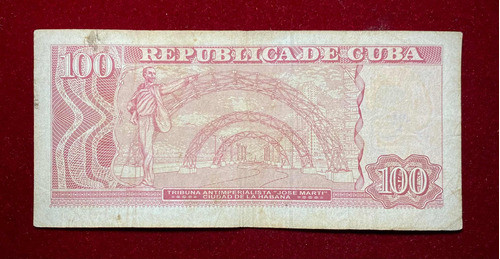 REPUBLICA DE CUBA
100
TRIBUNA ANTIMPERIALISTA "JOSE MARTI"
CIUDAD DE LA HABANA
100